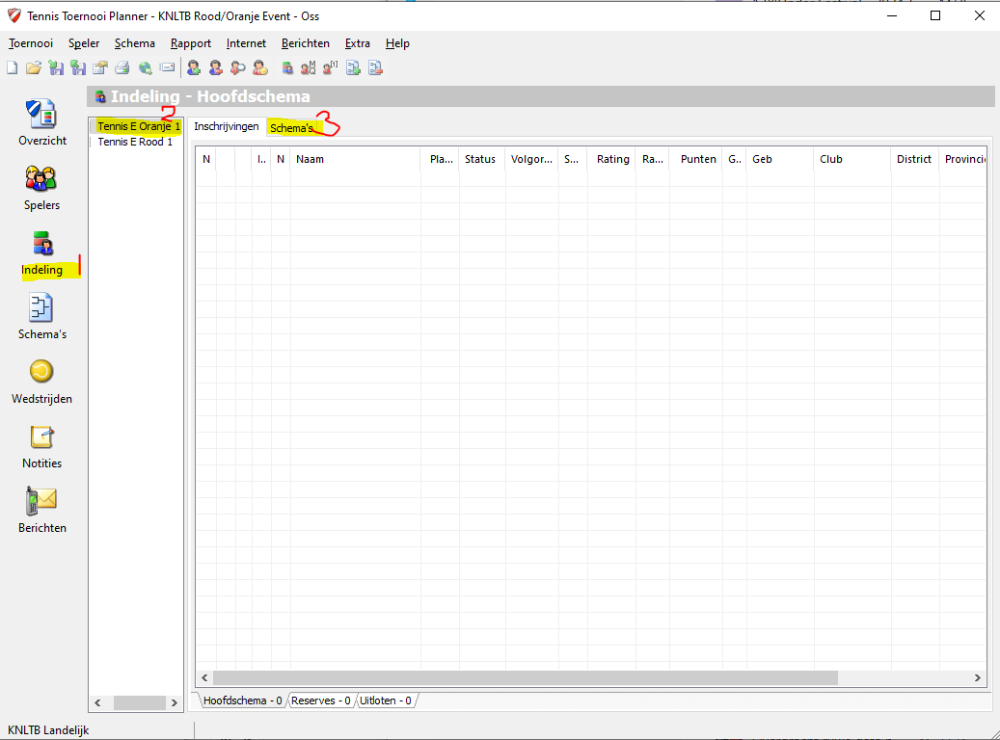 Tennis Toernooi Planner - KNLTB Rood/Oranje Event - Oss
Toernooi Speler Schema Rapport Internet Berichten Extra Help
Indeling - Hoofdschema
Overzicht
Spelers
Indeling 1
Schema's
Wedstrijden
Notities
Berichten
2
Tennis E Oranje 1
Tennis E Rood 1
Inschrijvingen Schema's 3
N I.. N Naam Pla... Status Volgor... S... Rating Ra... Punten G.. Geb Club District Provinci
Hoofdschema - 0 Reserves - 0 Uitloten - 0
KNLTB Landelijk